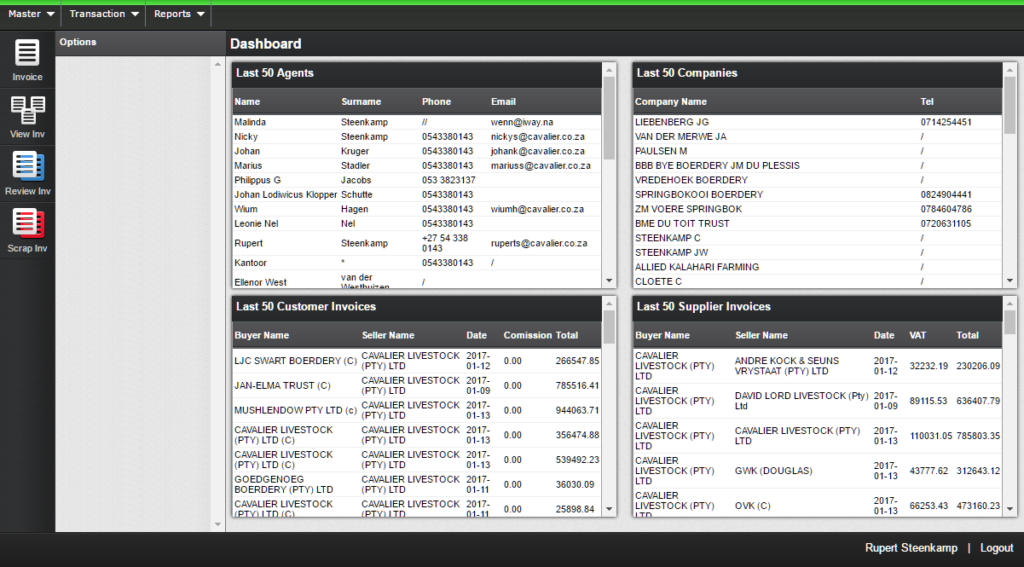 Master Transaction Reports
Options
Invoice
View Inv
Review Inv
Scrap Inv
Dashboard
Last 50 Agents
Name Surname Phone Email
Malinda Steenkamp // wenn@iway.na
Nicky Steenkamp 0543380143 nickys@cavalier.co.za
Johan Kruger 0543380143 johank@cavalier.co.za
Marius Stadler 0543380143 mariuss@cavalier.co.za
Philippus G Jacobs 053 3823137
Johan Lodiwicus Klopper Schutte 0543380143
Wium Hagen 0543380143 wiumh@cavalier.co.za
Leonie Nel Nel 0543380143
Rupert Steenkamp +27 54 338
0143 ruperts@cavalier.co.za
Kantoor * 0543380143 /
Ellenor West van der
Westhuizen /
Last 50 Companies
Company Name Tel
LIEBENBERG JG 0714254451
VAN DER MERWE JA /
PAULSEN M /
BBB BYE BOERDERY JM DU PLESSIS /
VREDEHOEK BOERDERY /
SPRINGBOKOOI BOERDERY 0824904441
ZM VOERE SPRINGBOK 0784604786
BME DU TOIT TRUST 0720631105
STEENKAMP C /
STEENKAMP JW /
ALLIED KALAHARI FARMING /
CLOETE C /
Last 50 Customer Invoices
Buyer Name Seller Name Date Comission Total
LJC SWART BOERDERY (C) CAVALIER LIVESTOCK
(PTY) LTD 2017-
01-12 0.00 266547.85
JAN-ELMA TRUST (C) CAVALIER LIVESTOCK
(PTY) LTD 2017-
01-09 0.00 785516.41
MUSHLENDOW PTY LTD (c) CAVALIER LIVESTOCK
(PTY) LTD 2017-
01-13 0.00 944063.71
CAVALIER LIVESTOCK
(PTY) LTD (C) CAVALIER LIVESTOCK
(PTY) LTD 2017-
01-13 0.00 356474.88
CAVALIER LIVESTOCK
(PTY) LTD (C) CAVALIER LIVESTOCK
(PTY) LTD 2017-
01-13 0.00 539492.23
GOEDGENOEG
BOERDERY (PTY) LTD CAVALIER LIVESTOCK
(PTY) LTD 2017-
01-11 0.00 36030.09
CAVALIER LIVESTOCK
(PTY) LTD (C) CAVALIER LIVESTOCK
(PTY) LTD 2017-
01-11 0.00 25898.84
Last 50 Supplier Invoices
Buyer Name Seller Name Date VAT Total
CAVALIER
LIVESTOCK (PTY)
LTD ANDRE KOCK & SEUNS
VRYSTAAT (PTY) LTD 2017-
01-12 32232.19 230206.09
CAVALIER
LIVESTOCK (PTY)
LTD DAVID LORD LIVESTOCK (Pty)
Ltd 2017-
01-09 89115.53 636407.79
CAVALIER
LIVESTOCK (PTY)
LTD CAVALIER LIVESTOCK (PTY)
LTD 2017-
01-13 110031.05 785803.35
CAVALIER
LIVESTOCK (PTY)
LTD GWK (DOUGLAS) 2017-
01-13 43777.62 312643.12
CAVALIER
LIVESTOCK (PTY)
LTD OVK (C) 2017-
01-13 66253.43 473160.23
Rupert Steenkamp | Logout